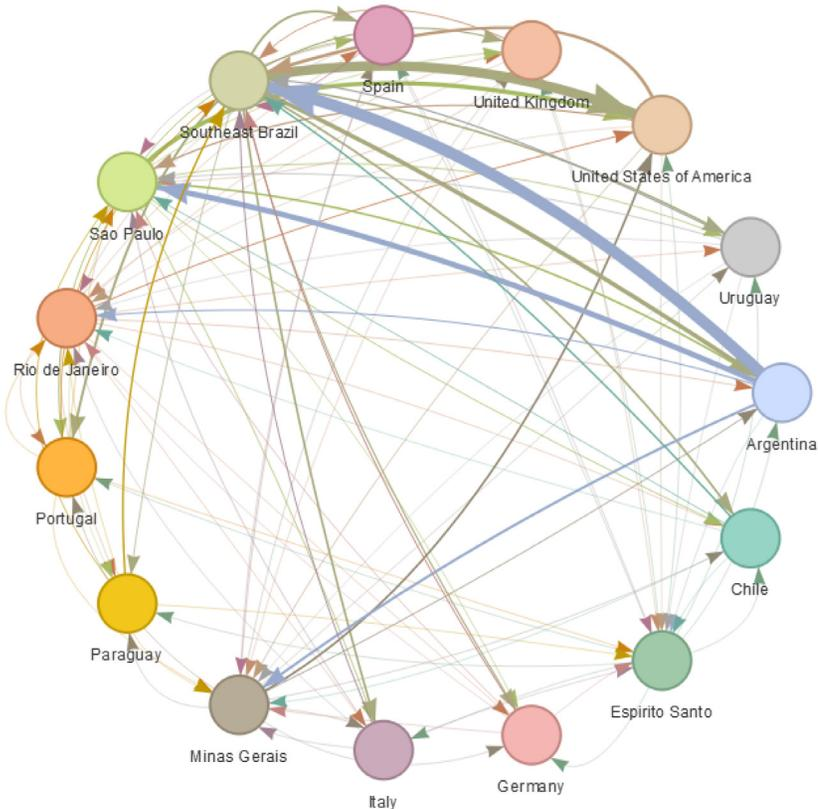 Spain
United Kingdom
Southeast Brazil
United States of America
Sao Paulo
Uruguay
Rio de Janeiro
Argentina
Portugal
Chile
Paraguay
Espirito Santo
Minas Gerais
Germany
Italy